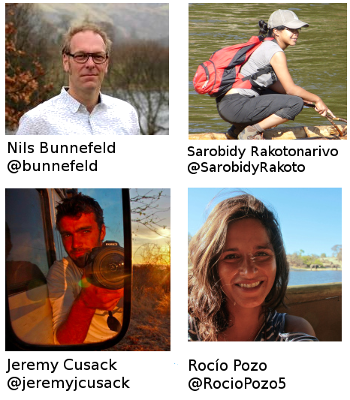 Nils Bunnefeld
@bunnefeld
Sarobidy Rakotonarivo
@SarobidyRakoto
Jeremy Cusack
@jeremyjcusack
Rocío Pozo
@RocioPozo5